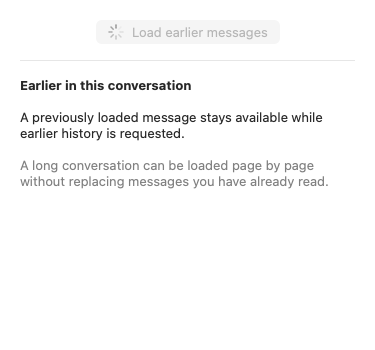 Load earlier messages
Earlier in this conversation
A previously loaded message stays available while
earlier history is requested.
A long conversation can be loaded page by page
without replacing messages you have already read.